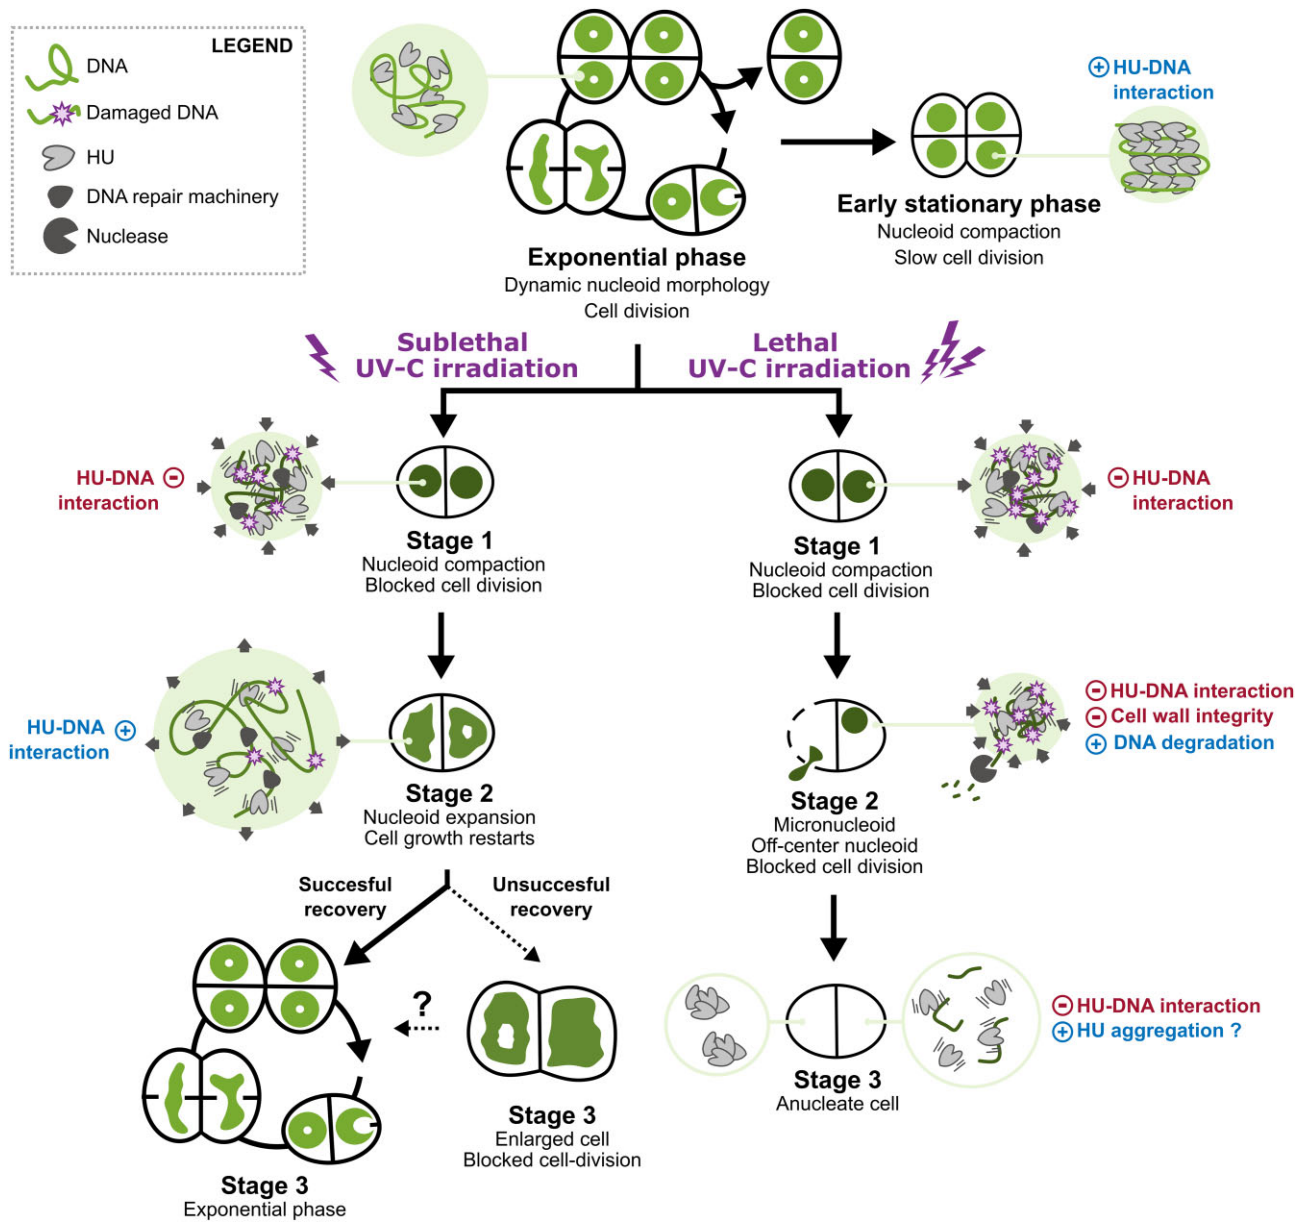 LEGEND
DNA
Damaged DNA
HU
DNA repair machinery
Nuclease
+ HU-DNA
interaction
Early stationary phase
Nucleoid compaction
Slow cell division
Exponential phase
Dynamic nucleoid morphology
Cell division
Sublethal
UV-C irradiation
Lethal
UV-C irradiation
HU-DNA -
interaction
Stage 1
Nucleoid compaction
Blocked cell division
Stage 1
Nucleoid compaction
Blocked cell division
- HU-DNA
interaction
HU-DNA +
interaction
Stage 2
Nucleoid expansion
Cell growth restarts
Stage 2
Micronucleoid
Off-center nucleoid
Blocked cell division
- HU-DNA interaction
- Cell wall integrity
+ DNA degradation
Succesful
recovery
Unsuccesful
recovery
?
Stage 3
Exponential phase
Stage 3
Enlarged cell
Blocked cell-division
Stage 3
Anucleate cell
- HU-DNA interaction
+ HU aggregation ?